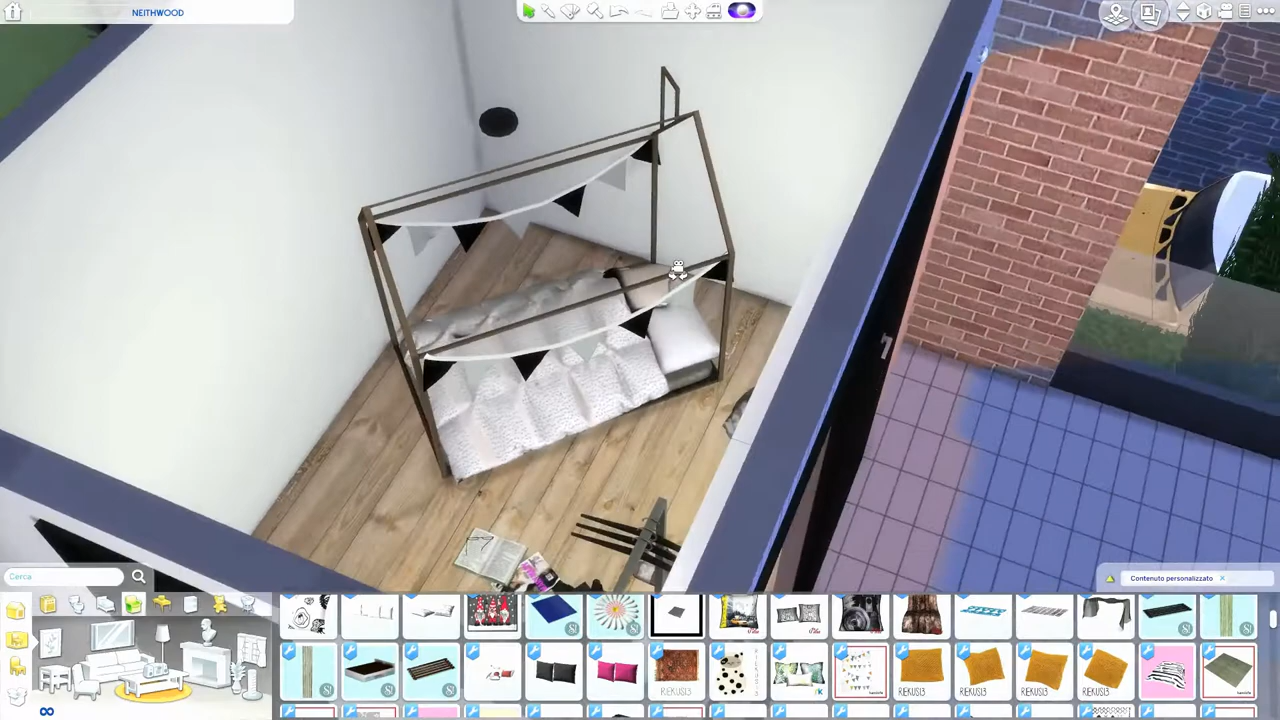 NEITHWOOD
Cerca
Contenuto personalizzato
REKUSI3
REKUSI3
REKUSI3
REKUSI3
REKUSI3